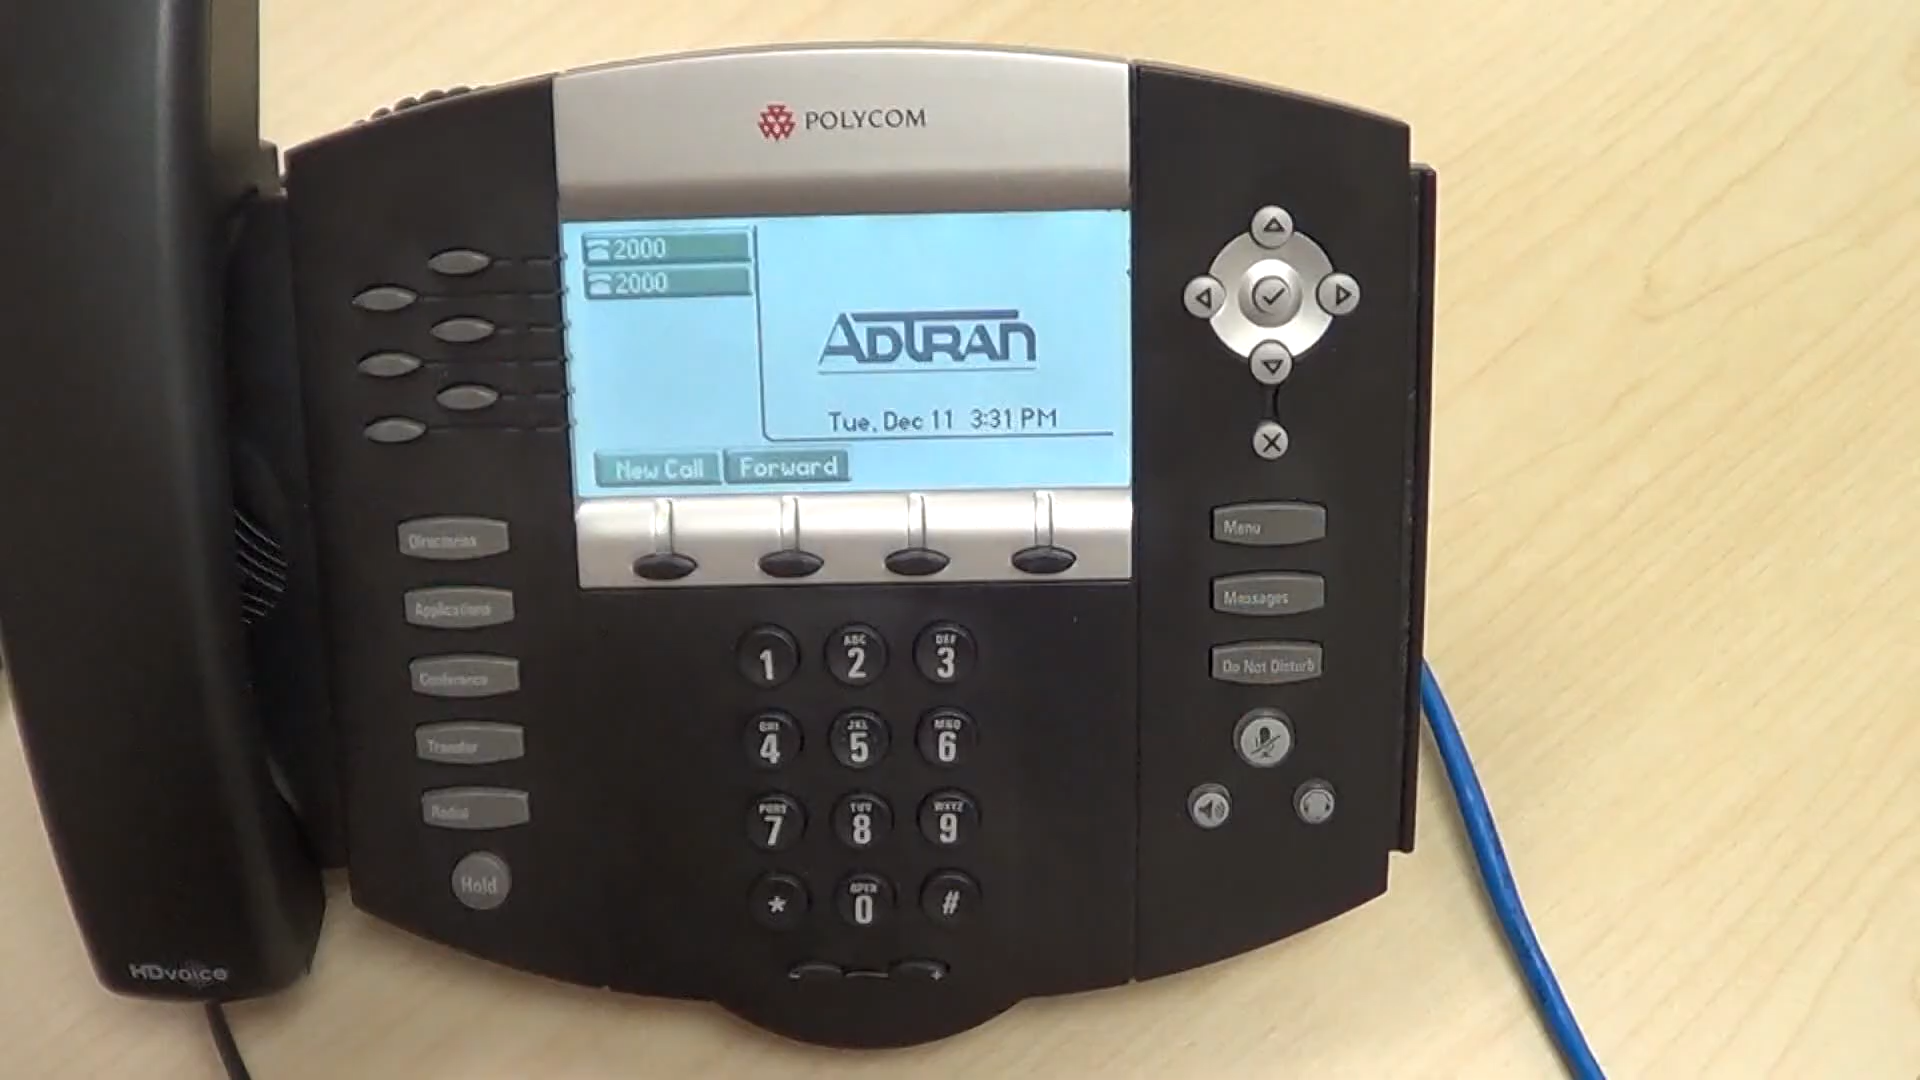 POLYCOM
2000
2000
ADTRAN
Tue, Dec 11 3:31 PM
New Call Forward
Directories
Applications
Conference
Transfer
Redial
Hold
Menu
Messages
Do Not Disturb
1
ABC
2
DEF
3
GHI
4
JKL
5
MNO
6
PQRS
7
TUV
8
WXYZ
9
*
OPER
0
#
-
+
HDvoice